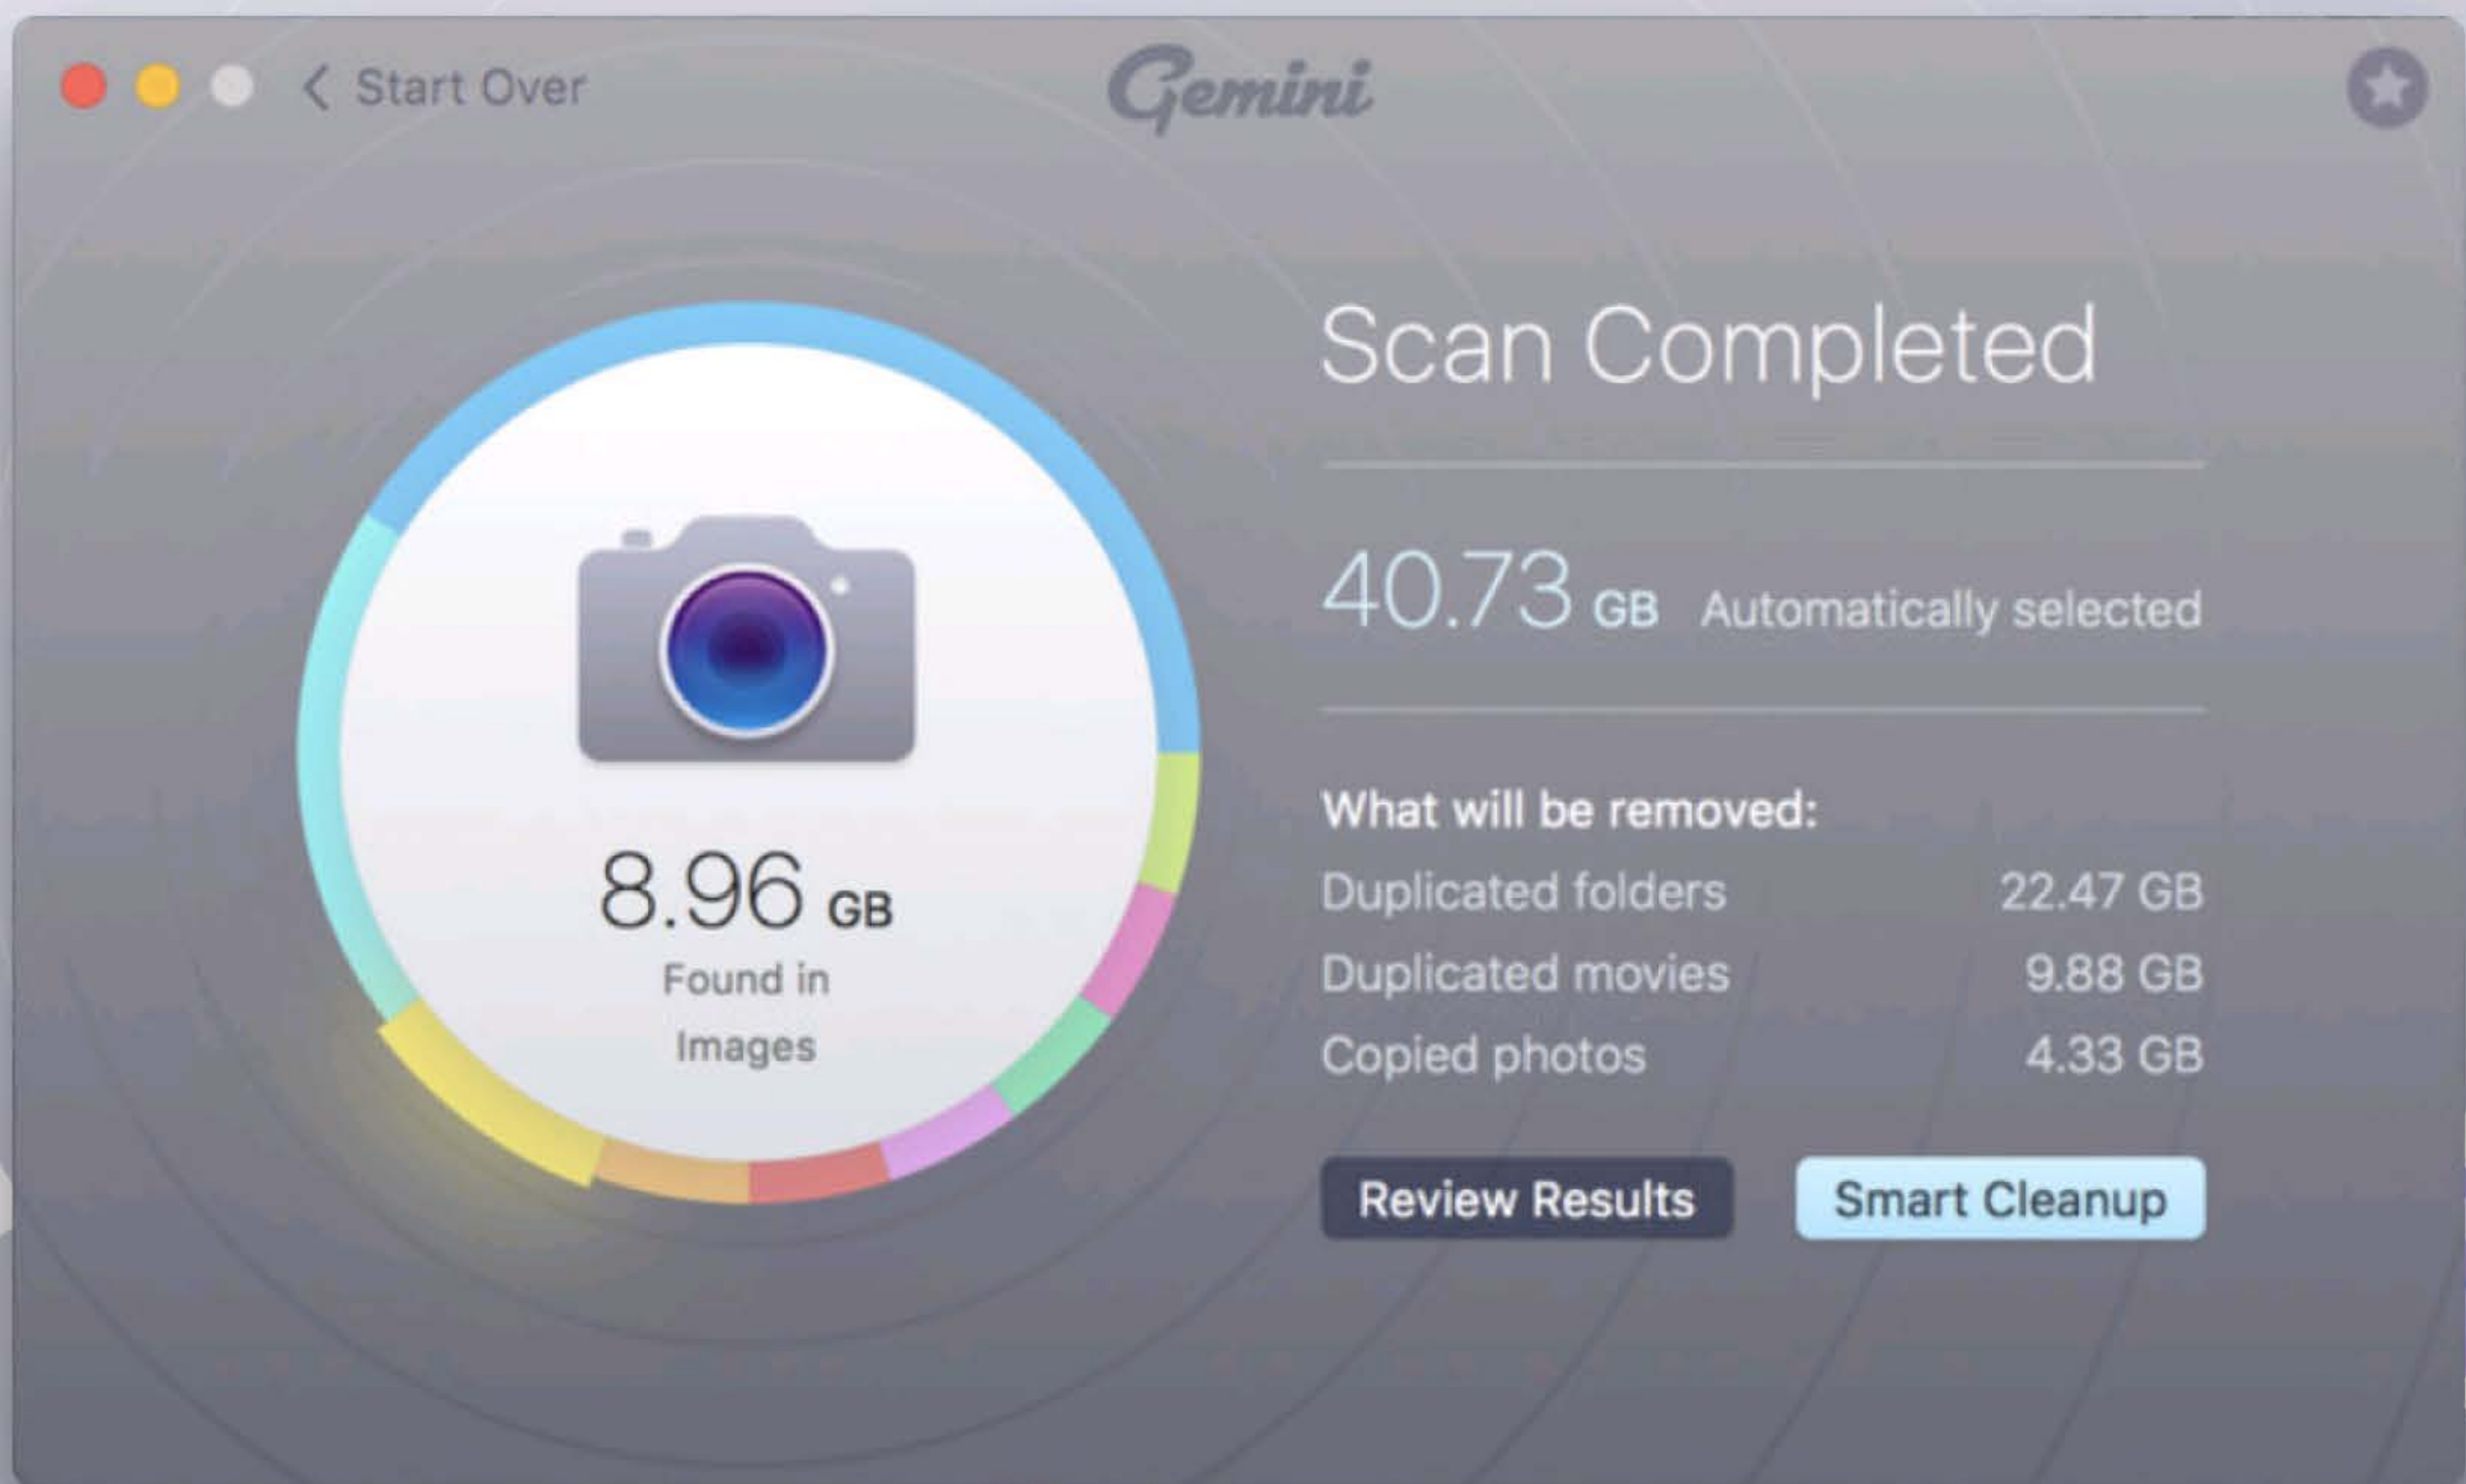 Start Over
Gemini
Scan Completed
40.73 GB Automatically selected
8.96 GB
Found in
Images
What will be removed:
Duplicated folders 22.47 GB
Duplicated movies 9.88 GB
Copied photos 4.33 GB
Review Results
Smart Cleanup